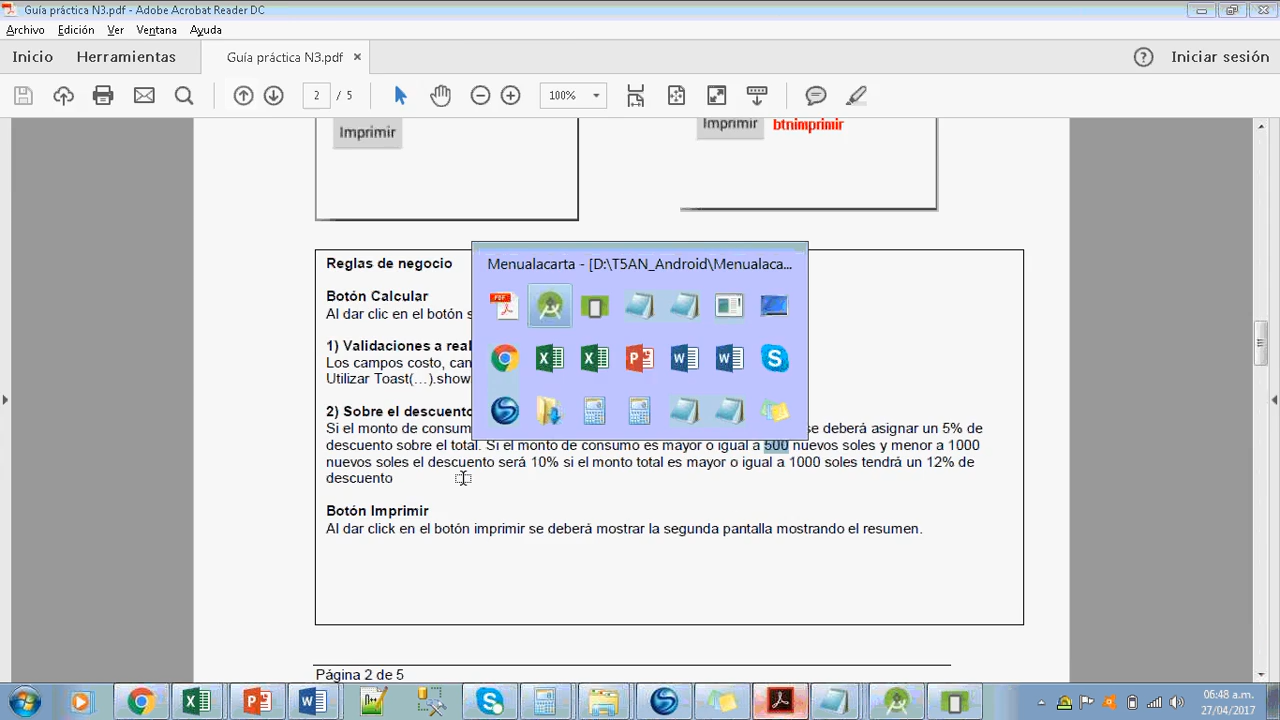 Guía práctica N3.pdf - Adobe Acrobat Reader DC
Archivo Edición Ver Ventana Ayuda
Inicio Herramientas Guía práctica N3.pdf × Iniciar sesión
2 / 5 100%
Imprimir
Imprimir btnimprimir
Menualacarta - [D:\T5AN_Android\Menualaca...
PDF
Reglas de negocio
Botón Calcular
Al dar clic en el botón s
1) Validaciones a real
Los campos costo, can
Utilizar Toast(…).show
2) Sobre el descuento
Si el monto de consum se deberá asignar un 5% de
descuento sobre el total. Si el monto de consumo es mayor o igual a 500 nuevos soles y menor a 1000
nuevos soles el descuento será 10% si el monto total es mayor o igual a 1000 soles tendrá un 12% de
descuento
Botón Imprimir
Al dar click en el botón imprimir se deberá mostrar la segunda pantalla mostrando el resumen.
Página 2 de 5
06:48 a.m.
27/04/2017